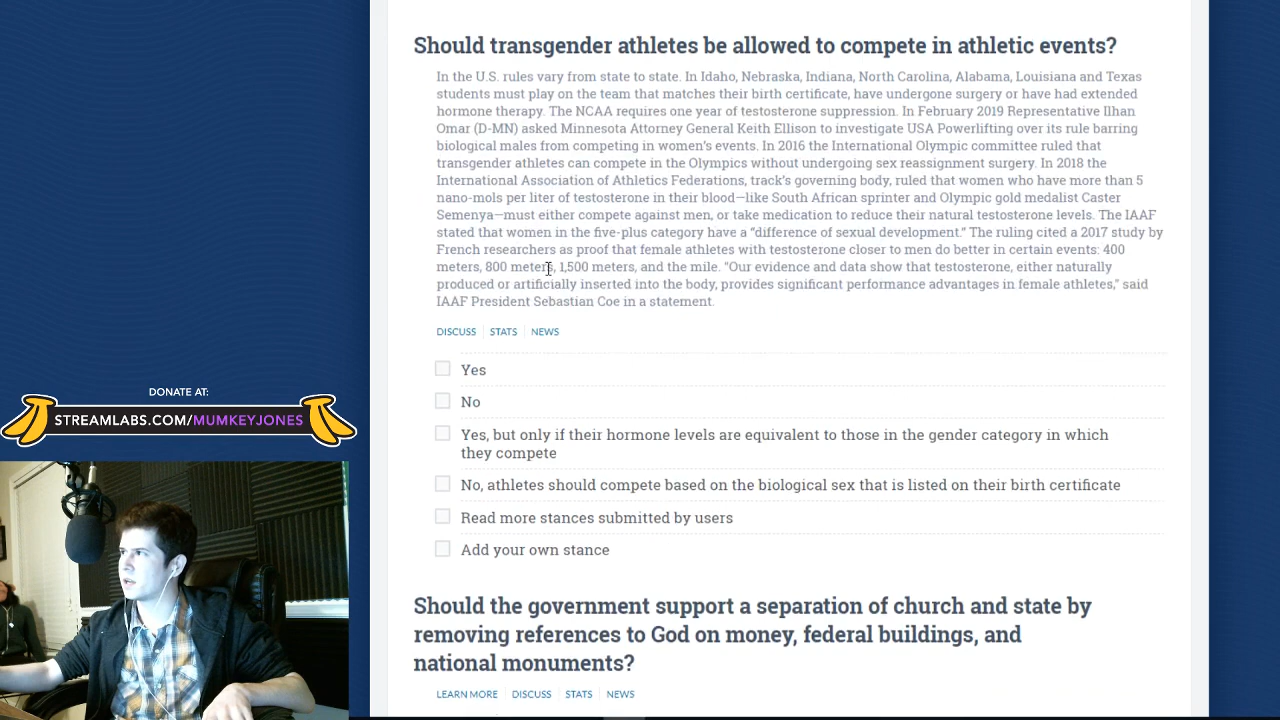 Should transgender athletes be allowed to compete in athletic events?
In the U.S. rules vary from state to state. In Idaho, Nebraska, Indiana, North Carolina, Alabama, Louisiana and Texas
students must play on the team that matches their birth certificate, have undergone surgery or have had extended
hormone therapy. The NCAA requires one year of testosterone suppression. In February 2019 Representative Ilhan
Omar (D-MN) asked Minnesota Attorney General Keith Ellison to investigate USA Powerlifting over its rule barring
biological males from competing in women's events. In 2016 the International Olympic committee ruled that
transgender athletes can compete in the Olympics without undergoing sex reassignment surgery. In 2018 the
International Association of Athletics Federations, track's governing body, ruled that women who have more than 5
nano-mols per liter of testosterone in their blood—like South African sprinter and Olympic gold medalist Caster
Semenya—must either compete against men, or take medication to reduce their natural testosterone levels. The IAAF
stated that women in the five-plus category have a “difference of sexual development.” The ruling cited a 2017 study by
French researchers as proof that female athletes with testosterone closer to men do better in certain events: 400
meters, 800 meters, 1,500 meters, and the mile. "Our evidence and data show that testosterone, either naturally
produced or artificially inserted into the body, provides significant performance advantages in female athletes," said
IAAF President Sebastian Coe in a statement.
DISCUSS STATS NEWS
Yes
No
Yes, but only if their hormone levels are equivalent to those in the gender category in which
they compete
No, athletes should compete based on the biological sex that is listed on their birth certificate
Read more stances submitted by users
Add your own stance
Should the government support a separation of church and state by
removing references to God on money, federal buildings, and
national monuments?
LEARN MORE DISCUSS STATS NEWS
DONATE AT:
STREAMLABS.COM/MUMKEYJONES